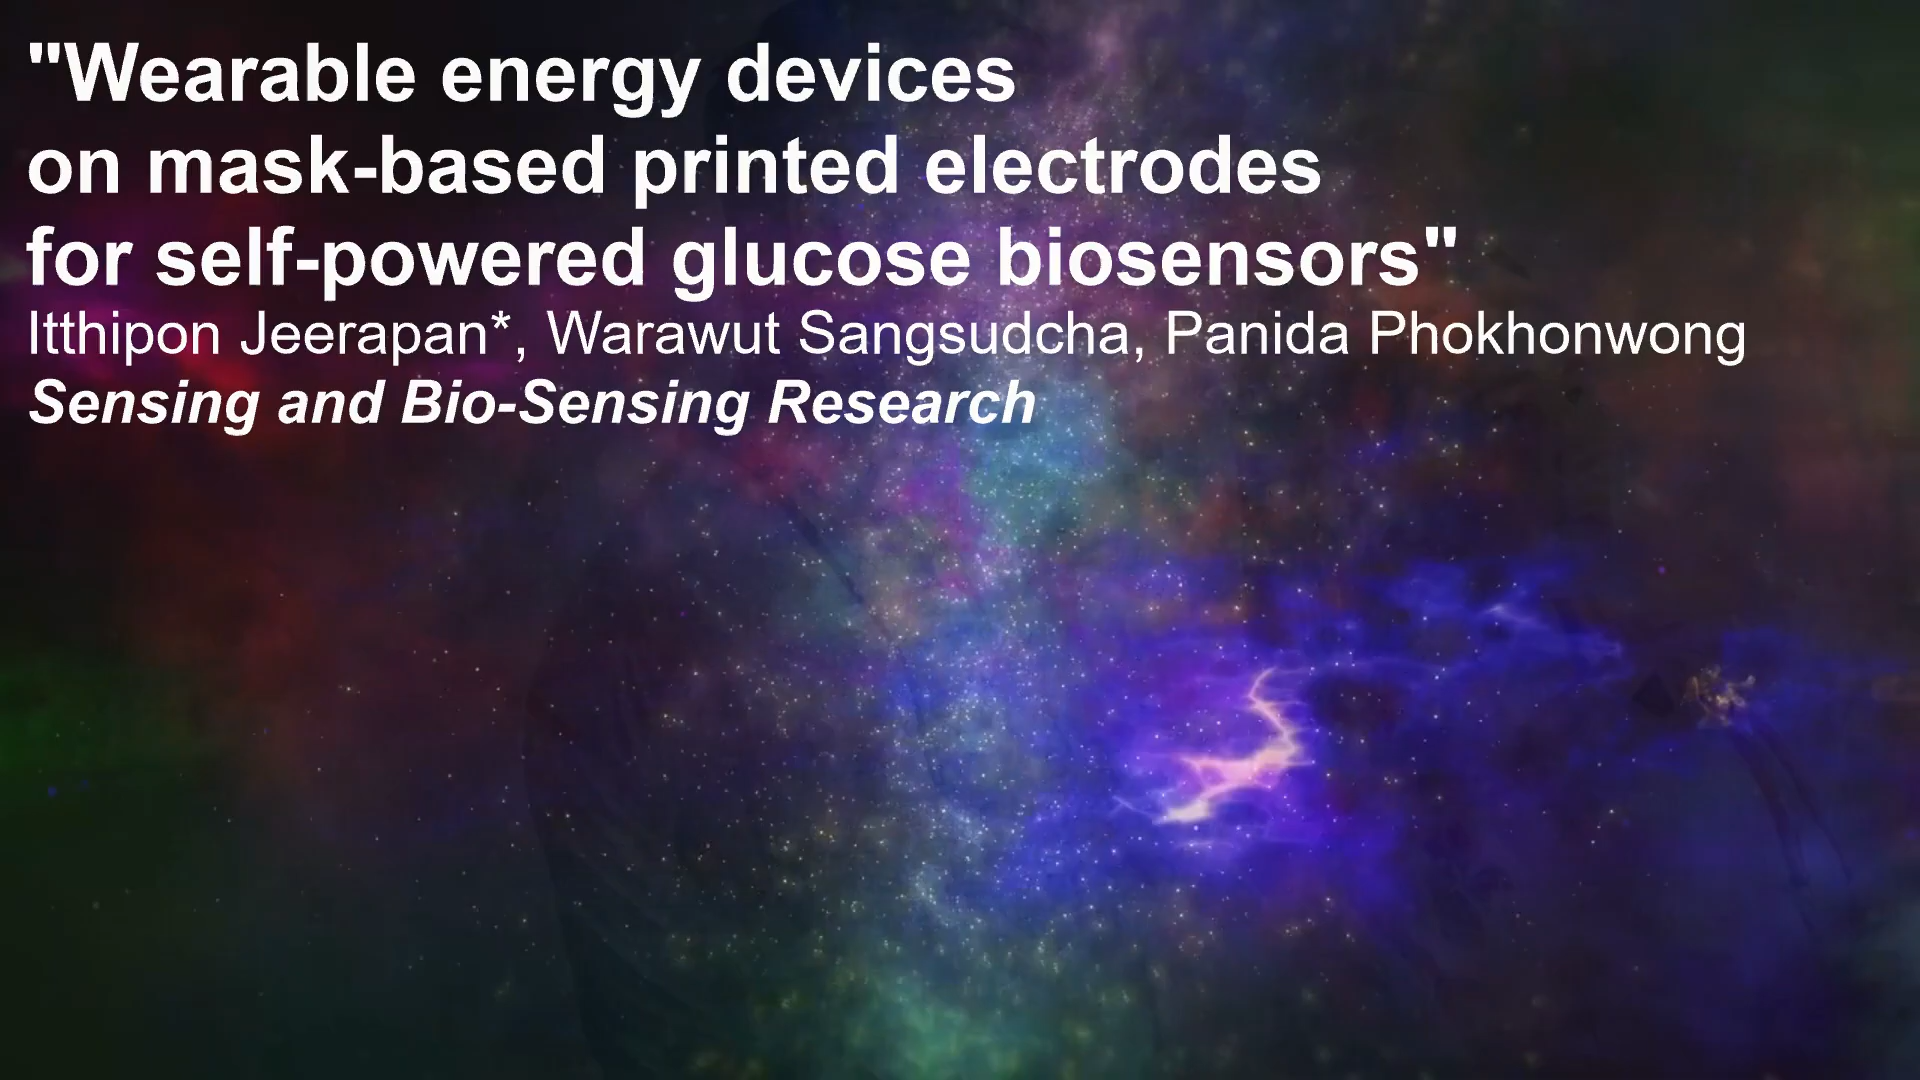 "Wearable energy devices
on mask-based printed electrodes
for self-powered glucose biosensors"
Itthipon Jeerapan*, Warawut Sangsudcha, Panida Phokhonwong
Sensing and Bio-Sensing Research